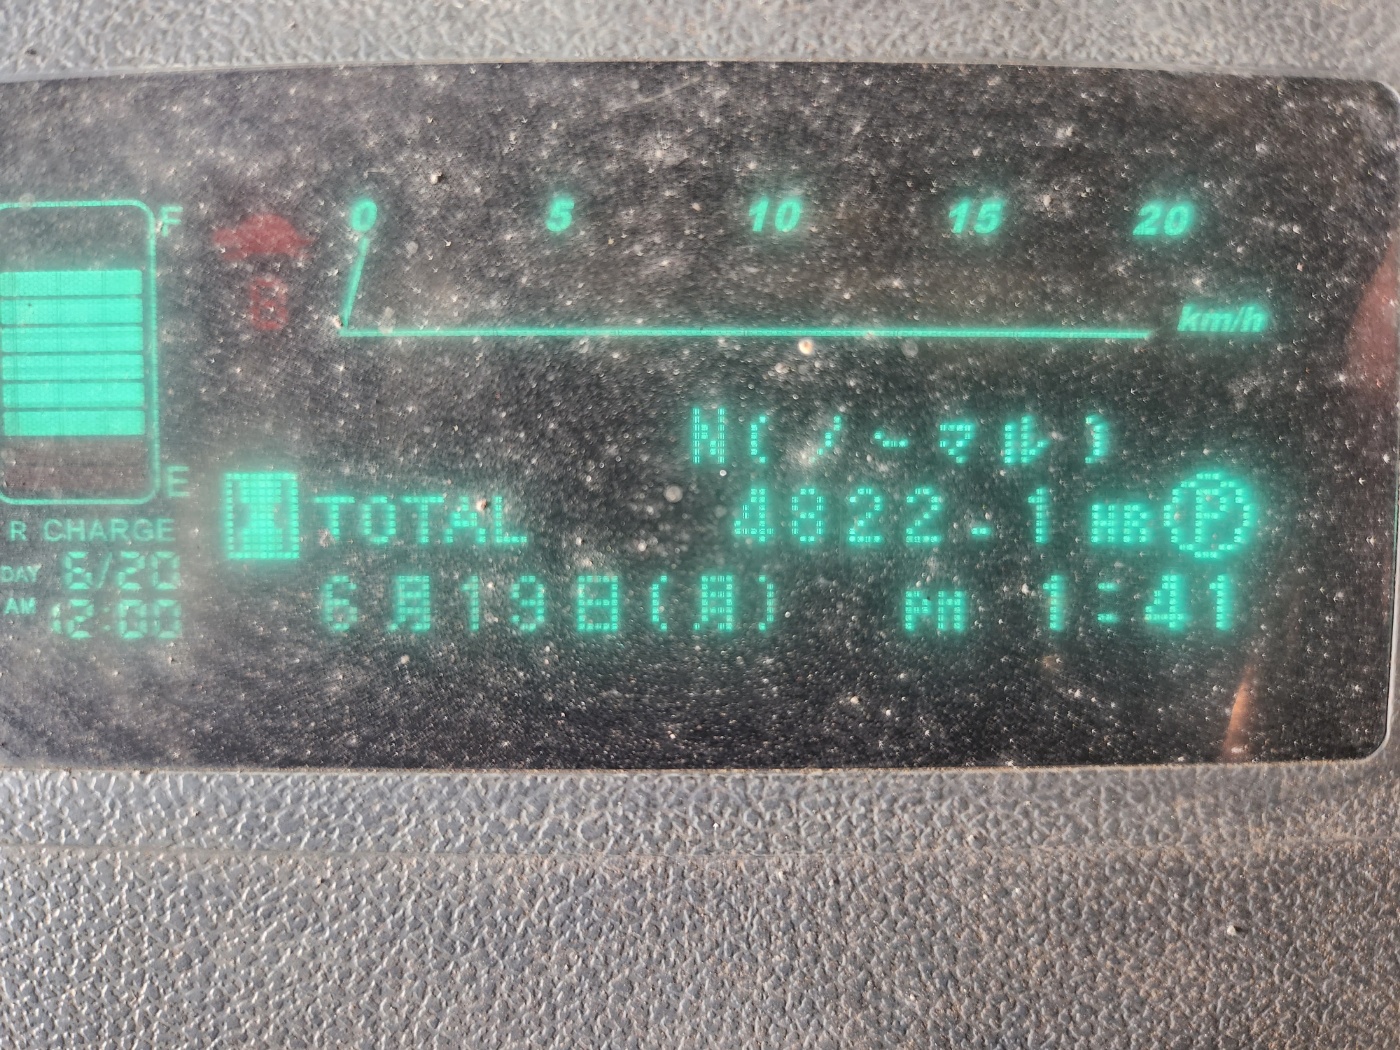 F
0 5 10 15 20
km/h
N(ノーマル)
E
TOTAL 4822.1 HR Ⓟ
R CHARGE
DAY 6/20
6月19日(月) PM 1:41
AM 12:00